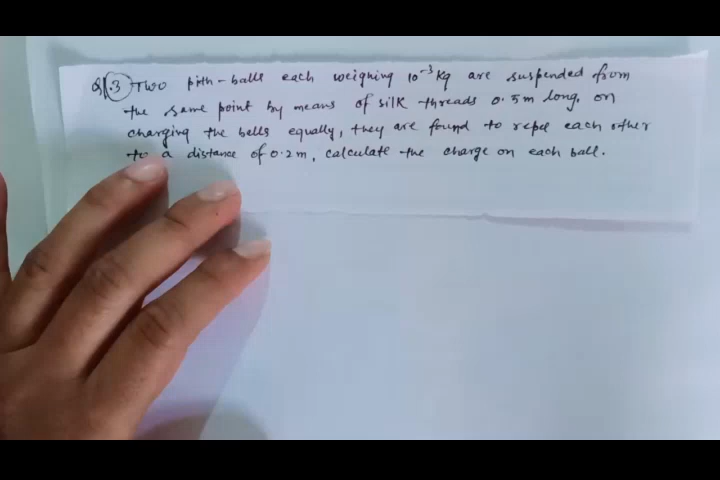 Q.3 Two pith-balls each weighing 10⁻³ Kg are suspended from
the same point by means of silk threads 0.5m long. on
charging the balls equally, they are found to repel each other
to a distance of 0.2m, calculate the charge on each ball.